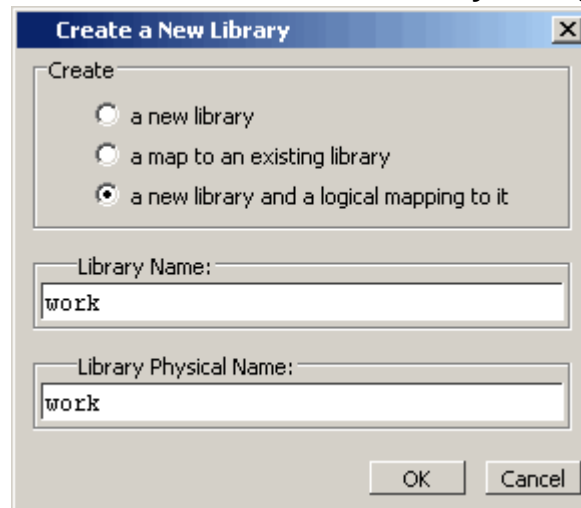 Create a New Library
Create
a new library
a map to an existing library
a new library and a logical mapping to it
Library Name:
work
Library Physical Name:
work
OK
Cancel